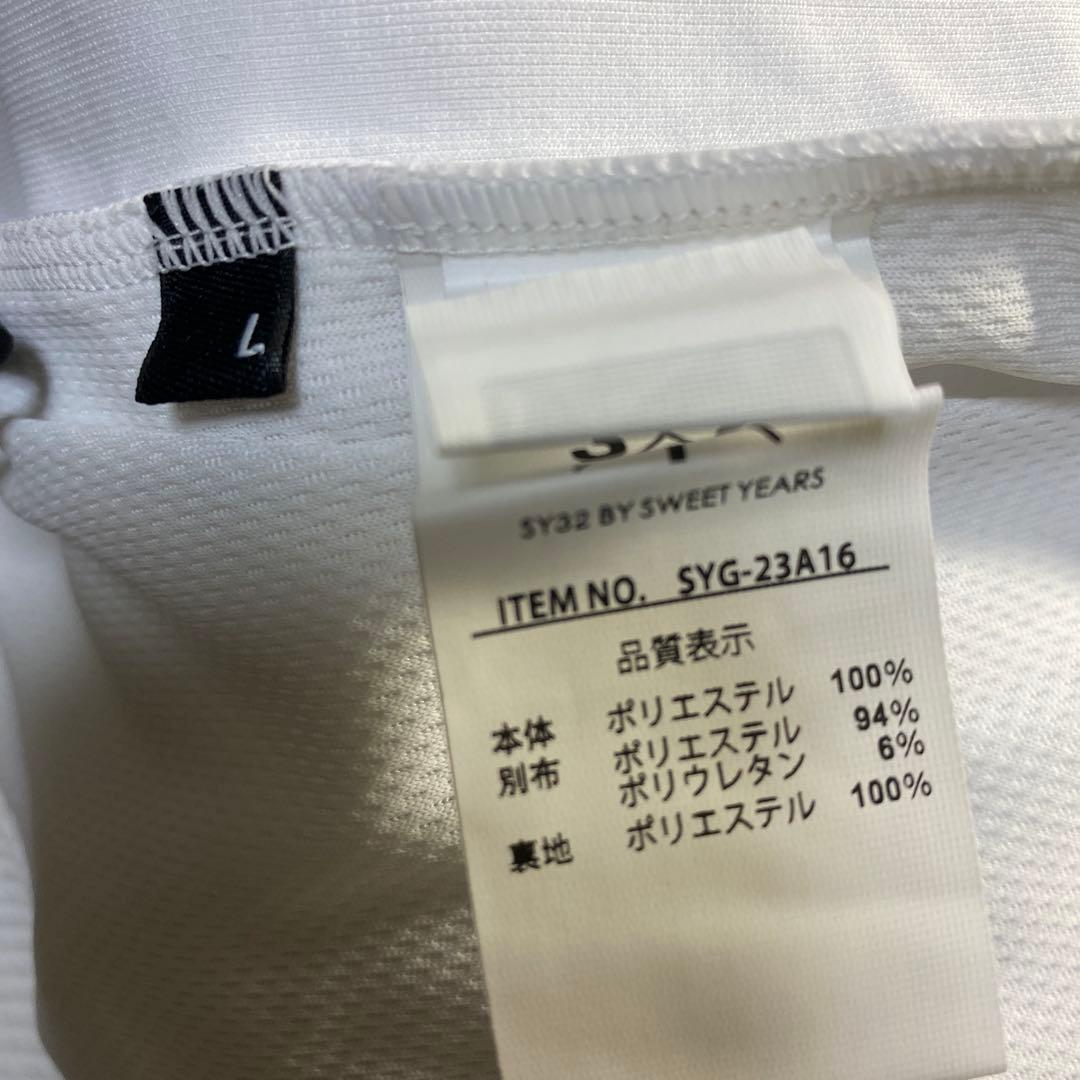 SY32 BY SWEET YEARS
ITEM NO. SYG-23A16
品質表示
本体 ポリエステル 100%
別布 ポリエステル 94%
ポリウレタン 6%
裏地 ポリエステル 100%